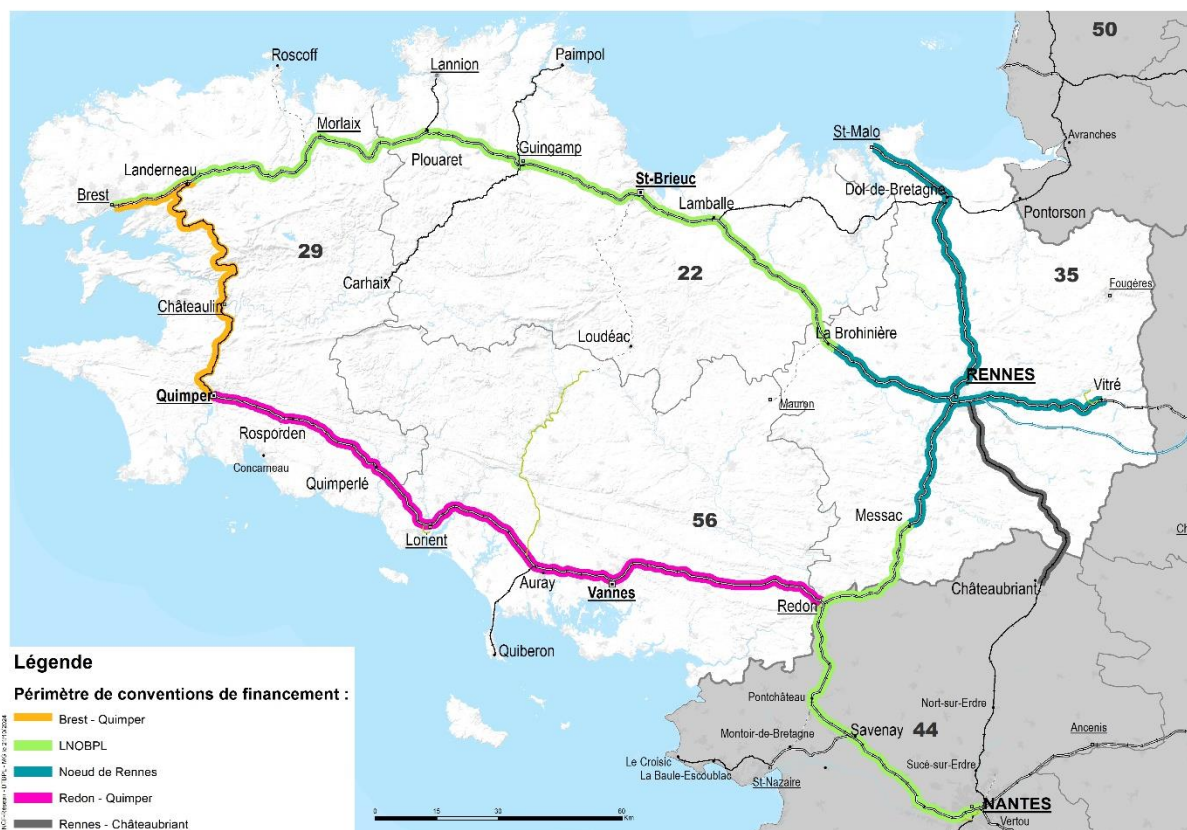 50
Roscoff
Paimpol
Lannion
Morlaix
St-Malo
Avranches
Guingamp
Plouaret
Landerneau
St-Brieuc
Brest
Lamballe
Dol-de-Bretagne
Pontorson
29
22
35
Carhaix
Fougères
Châteaulin
Loudéac
La Brohinière
RENNES
Vitré
Quimper
Mauron
Rosporden
Concarneau
Quimperlé
56
Messac
Lorient
Auray
Vannes
Redon
Châteaubriant
Quiberon
Légende
Périmètre de conventions de financement :
Brest - Quimper
LNOBPL
Noeud de Rennes
Redon - Quimper
Rennes - Châteaubriant
Pontchâteau
Nort-sur-Erdre
44
Ancenis
Montoir-de-Bretagne
Savenay
Le Croisic
La Baule-Escoublac
St-Nazaire
Sucé-sur-Erdre
NANTES
Vertou
0 15 30 60
Km